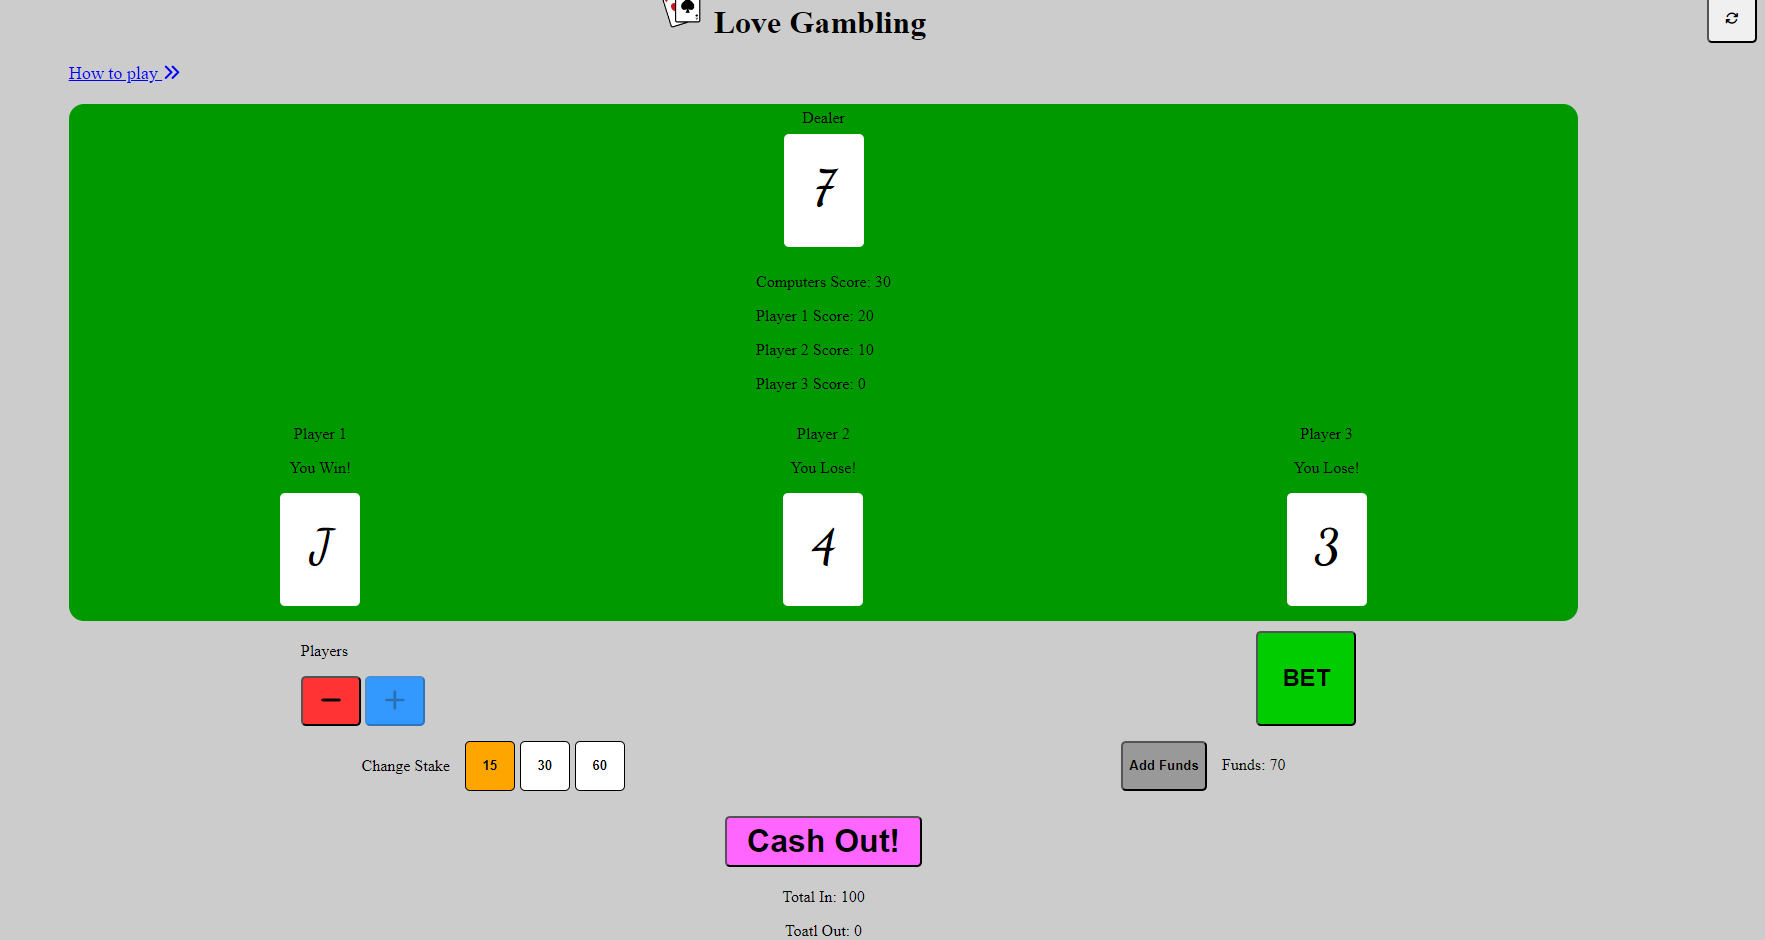 Love Gambling
How to play
Dealer
7
Computers Score: 30
Player 1 Score: 20
Player 2 Score: 10
Player 3 Score: 0
Player 1 Player 2 Player 3
You Win! You Lose! You Lose!
J 4 3
Players
BET
Change Stake 15 30 60
Add Funds Funds: 70
Cash Out!
Total In: 100
Toatl Out: 0